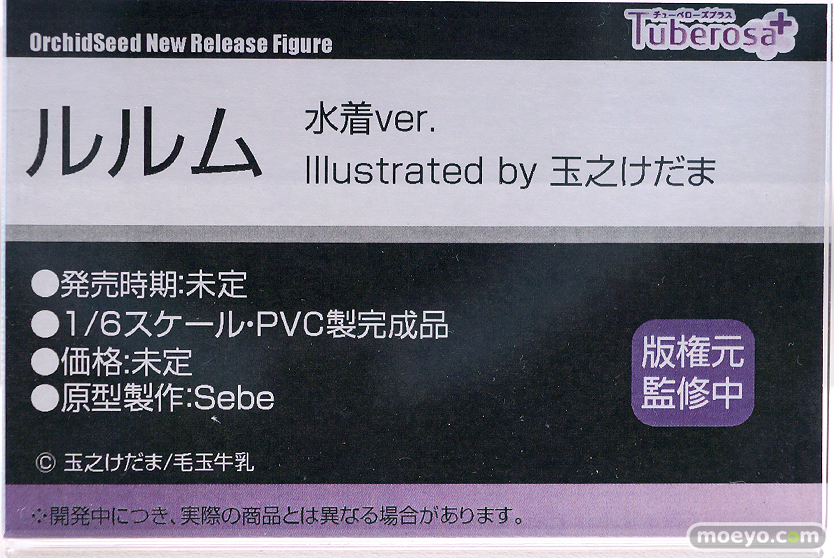 OrchidSeed New Release Figure
チューベローズプラス
Tuberosa+
ルルム
水着ver.
Illustrated by 玉之けだま
●発売時期:未定
●1/6スケール・PVC製完成品
●価格:未定
●原型製作:Sebe
版権元
監修中
© 玉之けだま/毛玉牛乳
※開発中につき、実際の商品とは異なる場合があります。
moeyo.com